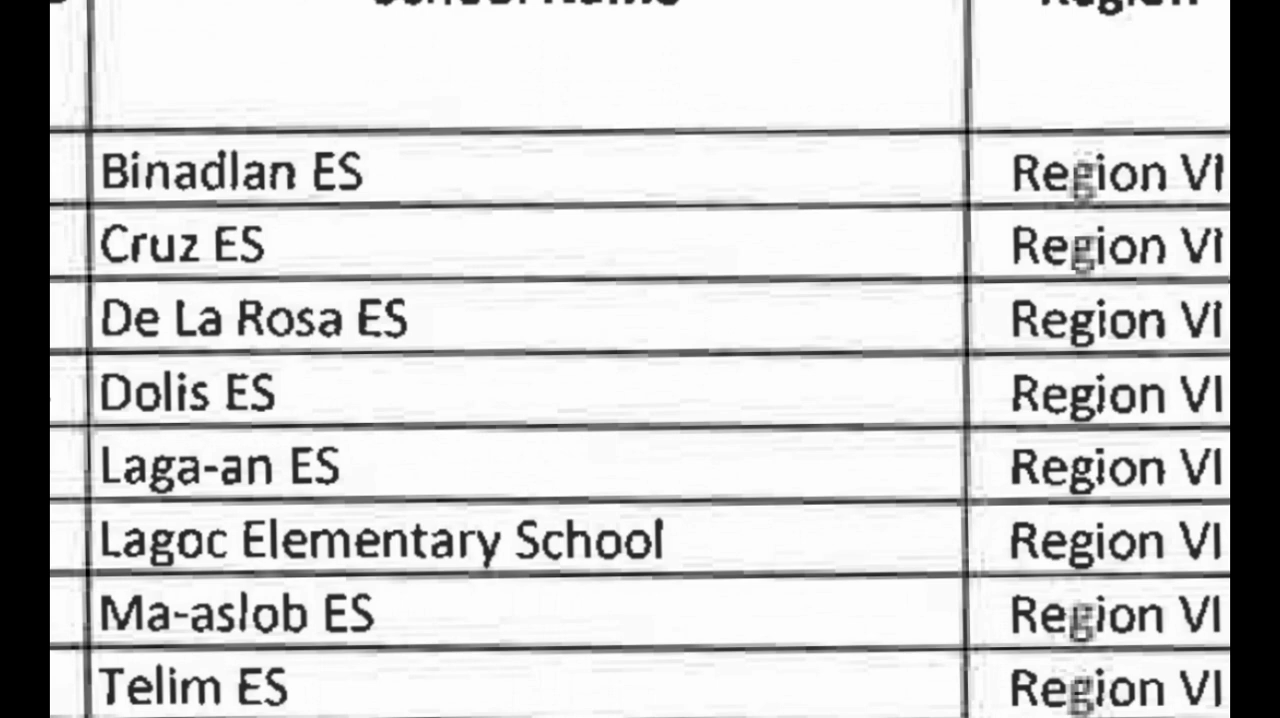 School Name Region
Binadlan ES Region VI
Cruz ES Region VI
De La Rosa ES Region VI
Dolis ES Region VI
Laga-an ES Region VI
Lagoc Elementary School Region VI
Ma-aslob ES Region VI
Telim ES Region VI